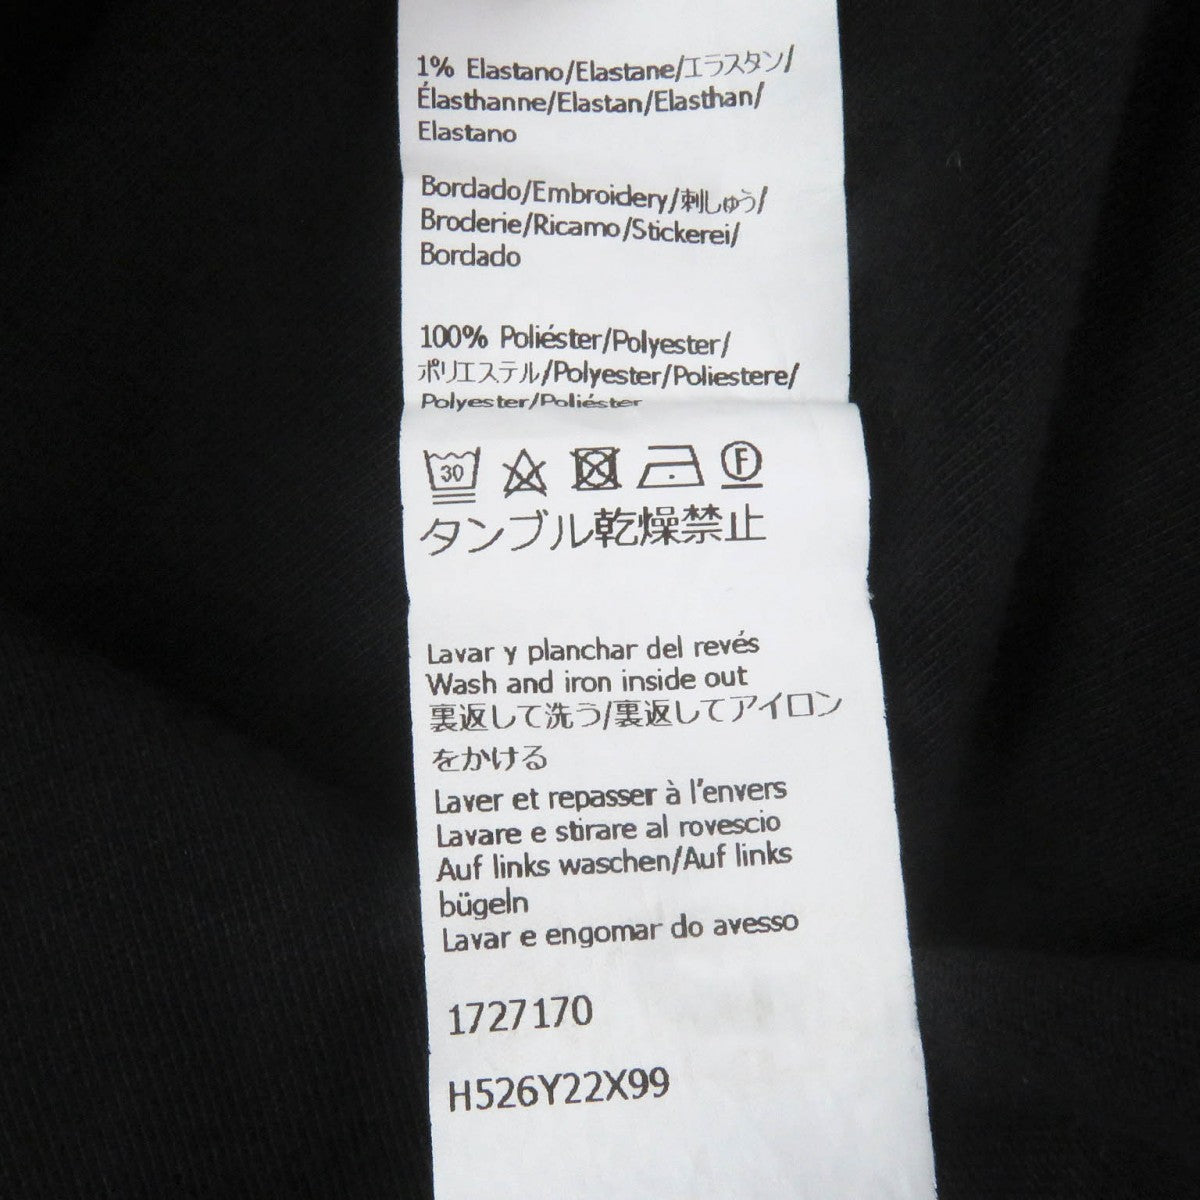 1% Elastano/Elastane/エラスタン/
Élasthanne/Elastan/Elasthan/
Elastano
Bordado/Embroidery/刺しゅう/
Broderie/Ricamo/Stickerei/
Bordado
100% Poliéster/Polyester/
ポリエステル/Polyester/Poliestere/
Polyester/Poliéster
30
F
タンブル乾燥禁止
Lavar y planchar del revés
Wash and iron inside out
裏返して洗う/裏返してアイロン
をかける
Laver et repasser à l'envers
Lavare e stirare al rovescio
Auf links waschen/Auf links
bügeln
Lavar e engomar do avesso
1727170
H526Y22X99